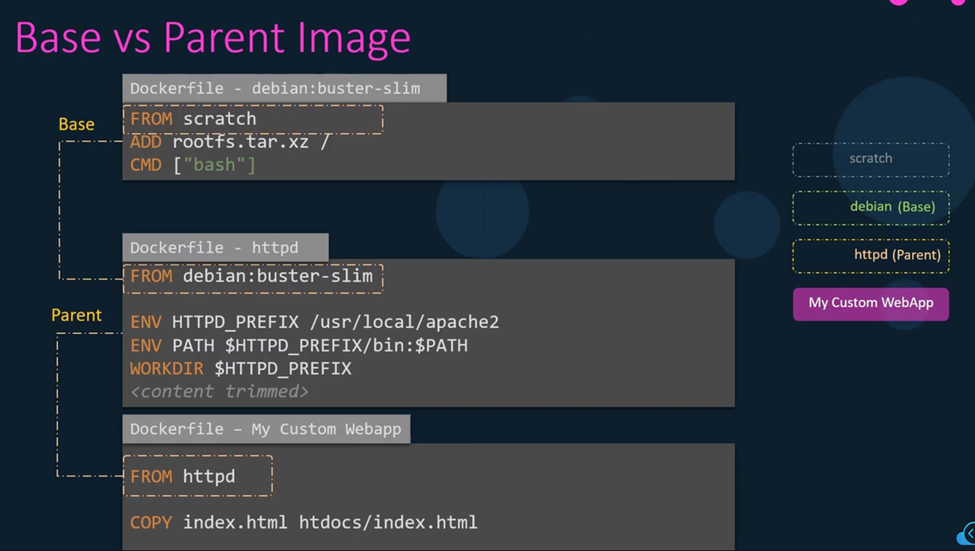 Base vs Parent Image
Dockerfile - debian:buster-slim
Base
FROM scratch
ADD rootfs.tar.xz /
CMD ["bash"]
Dockerfile - httpd
FROM debian:buster-slim
Parent
ENV HTTPD_PREFIX /usr/local/apache2
ENV PATH $HTTPD_PREFIX/bin:$PATH
WORKDIR $HTTPD_PREFIX
<content trimmed>
Dockerfile – My Custom Webapp
FROM httpd
COPY index.html htdocs/index.html
scratch
debian (Base)
httpd (Parent)
My Custom WebApp